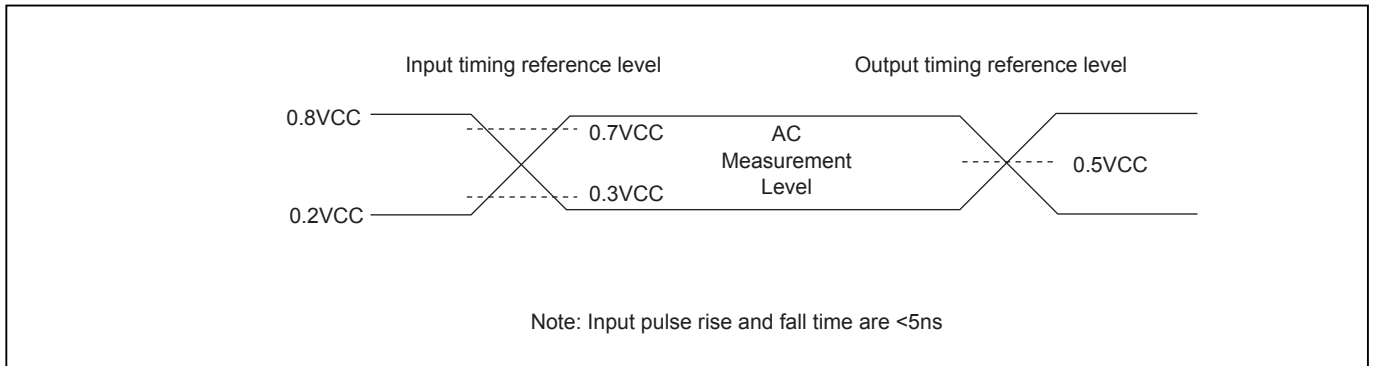 Input timing reference level
Output timing reference level
0.8VCC
0.7VCC
AC
Measurement
Level
0.5VCC
0.3VCC
0.2VCC
Note: Input pulse rise and fall time are <5ns